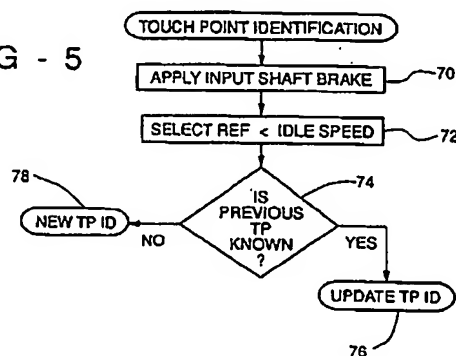 G - 5
TOUCH POINT IDENTIFICATION
APPLY INPUT SHAFT BRAKE
70
SELECT REF < IDLE SPEED
72
78
74
IS
PREVIOUS
TP
KNOWN
?
NEW TP ID
NO
YES
UPDATE TP ID
76